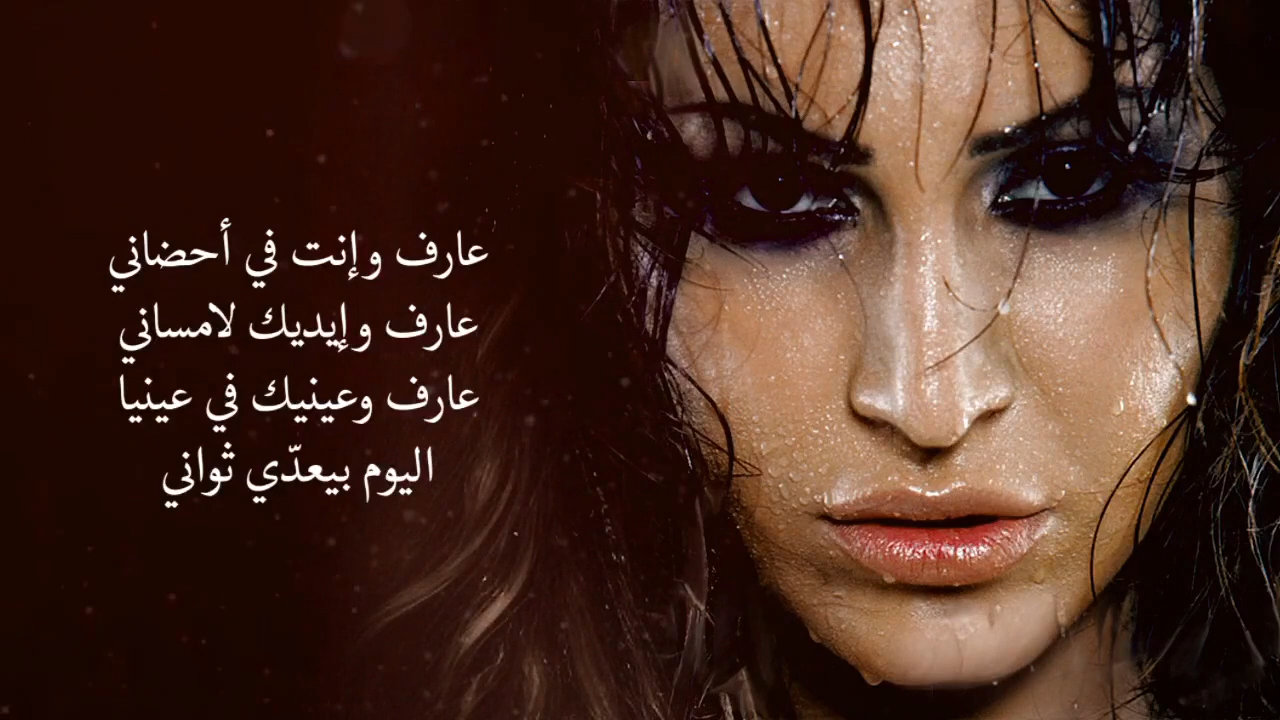 عارف وإنت في أحضاني
عارف وإيديك لامساني
عارف وعينيك في عينيا
اليوم بيعدّي ثواني